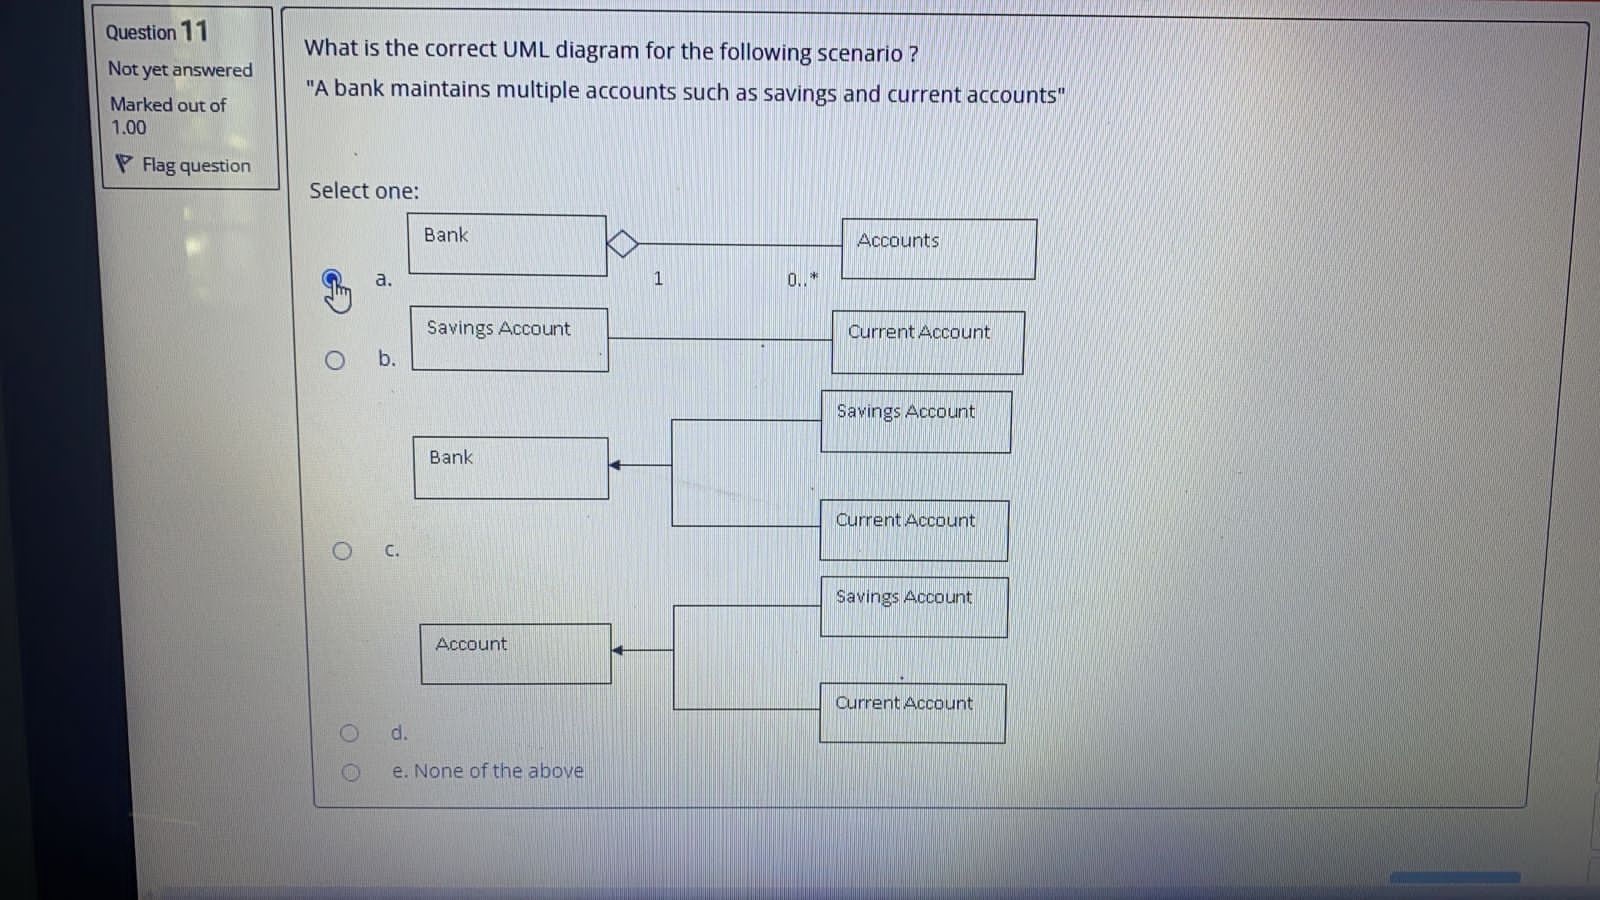 Question 11
Not yet answered
Marked out of
1.00
Flag question
What is the correct UML diagram for the following scenario ?
"A bank maintains multiple accounts such as savings and current accounts"
Select one:
Bank
Accounts
1
0..*
a.
Savings Account
Current Account
b.
Savings Account
Bank
Current Account
c.
Savings Account
Account
Current Account
d.
e. None of the above